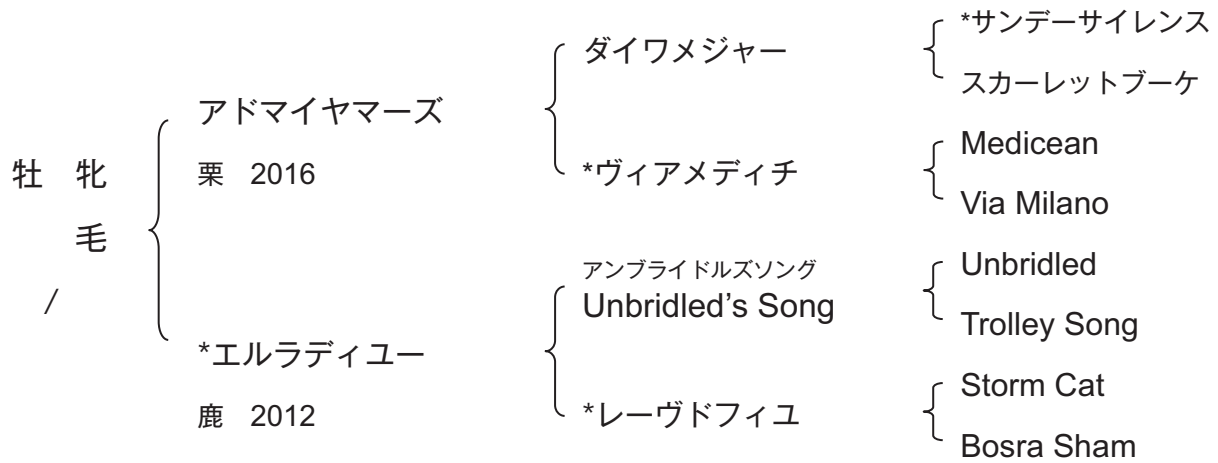 牡 牝
毛
/
アドマイヤマーズ
栗 2016
*エルラディユー
鹿 2012
ダイワメジャー
*ヴィアメディチ
アンブライドルズソング
Unbridled's Song
*レーヴドフィユ
*サンデーサイレンス
スカーレットブーケ
Medicean
Via Milano
Unbridled
Trolley Song
Storm Cat
Bosra Sham